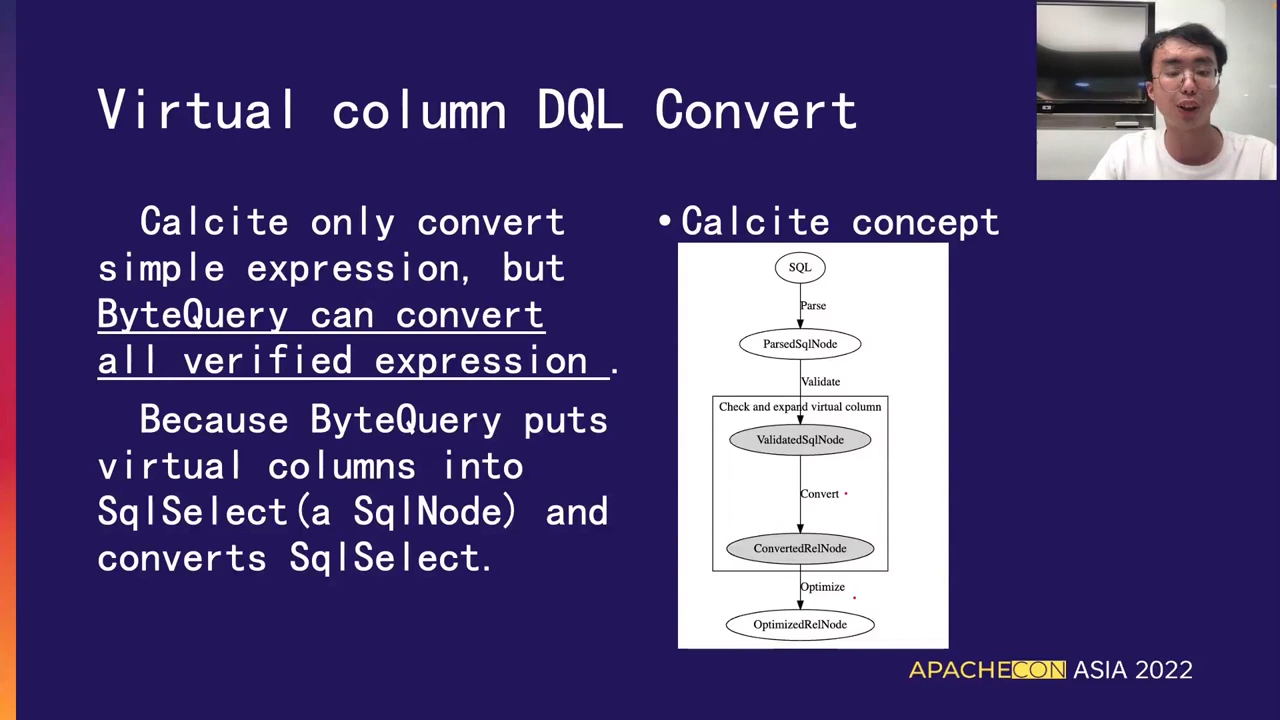 Virtual column DQL Convert
Calcite only convert
simple expression, but
ByteQuery can convert
all verified expression .
Because ByteQuery puts
virtual columns into
SqlSelect(a SqlNode) and
converts SqlSelect.
• Calcite concept
SQL
Parse
ParsedSqlNode
Validate
Check and expand virtual column
ValidatedSqlNode
Convert
ConvertedRelNode
Optimize
OptimizedRelNode
APACHECON ASIA 2022